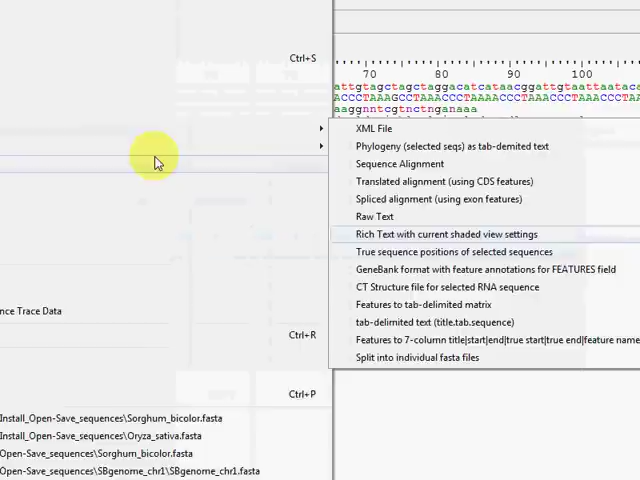 Ctrl+S
70 80 90 100
attgtagctagctaggacatcataacggattgtaattaataca
ACCCTAAAGCCTAAACCCTAAAACCCTAAACCCTAAACCCTAA
aaggnntcgtnctnganaaa
XML File
Phylogeny (selected seqs) as tab-demited text
Sequence Alignment
Translated alignment (using CDS features)
Spliced alignment (using exon features)
Raw Text
Rich Text with current shaded view settings
True sequence positions of selected sequences
GeneBank format with feature annotations for FEATURES field
CT Structure file for selected RNA sequence
Features to tab-delimited matrix
nce Trace Data
tab-delimited text (title.tab.sequence)
Ctrl+R
Features to 7-column title|start|end|true start|true end|feature name
Split into individual fasta files
Ctrl+P
Install_Open-Save_sequences\Sorghum_bicolor.fasta
Install_Open-Save_sequences\Oryza_sativa.fasta
Open-Save_sequences\Sorghum_bicolor.fasta
Open-Save_sequences\SBgenome_chr1\SBgenome_chr1.fasta